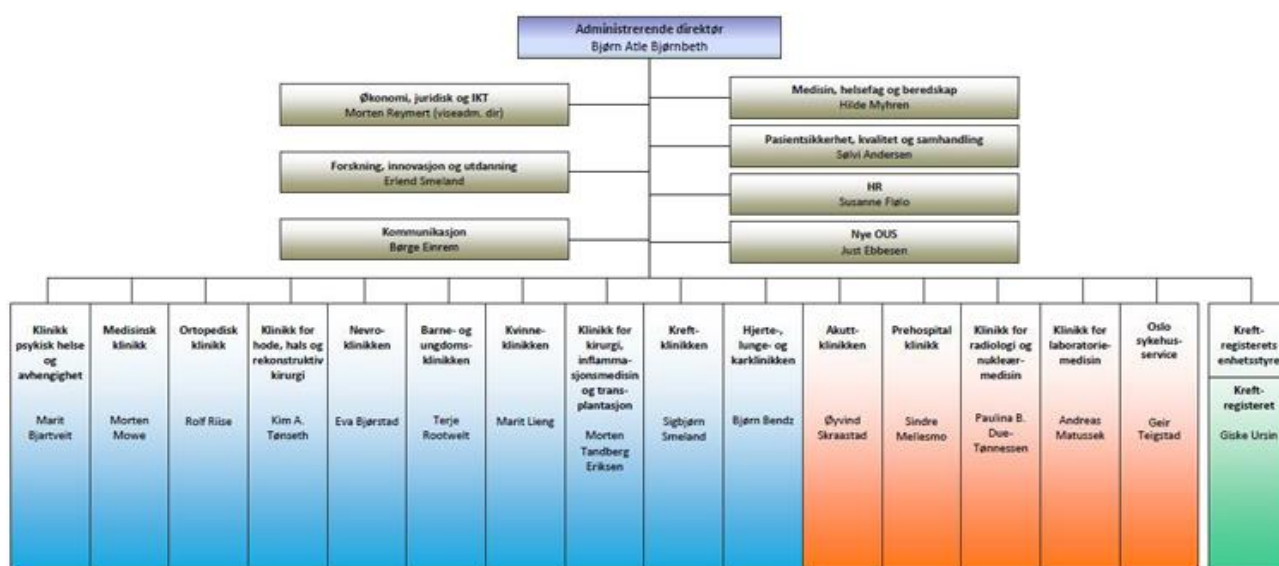 Administrerende direktør
Bjørn Atle Bjørnbeth
Økonomi, juridisk og IKT
Morten Reymert (viseadm. dir)
Medisin, helsefag og beredskap
Hilde Myhren
Pasientsikkerhet, kvalitet og samhandling
Sølvi Andersen
Forskning, innovasjon og utdanning
Erlend Smeland
HR
Susanne Flølo
Kommunikasjon
Børge Einrem
Nye OUS
Just Ebbesen
Klinikk
psykisk helse
og
avhengighet
Marit
Bjartveit
Medisinsk
klinikk
Morten
Mowe
Ortopedisk
klinikk
Rolf Riise
Klinikk for
hode, hals og
rekonstruktiv
kirurgi
Kim A.
Tønseth
Nevro-
klinikken
Eva Bjørstad
Barne- og
ungdoms-
klinikken
Terje
Rootwelt
Kvinne-
klinikken
Marit Lieng
Klinikk for
kirurgi,
inflamma-
sjonsmedisin
og trans-
plantasjon
Morten
Tandberg
Eriksen
Kreft-
klinikken
Sigbjørn
Smeland
Hjerte-,
lunge- og
karklinikken
Bjørn Bendz
Akutt-
klinikken
Øyvind
Skraastad
Prehospital
klinikk
Sindre
Mellesmo
Klinikk for
radiologi og
nukleær-
medisin
Paulina B.
Due-
Tønnessen
Klinikk for
laboratorie-
medisin
Andreas
Matussek
Oslo
sykehus-
service
Geir
Teigstad
Kreft-
registerets
enhetsstyre
Kreft-
registeret
Giske Ursin